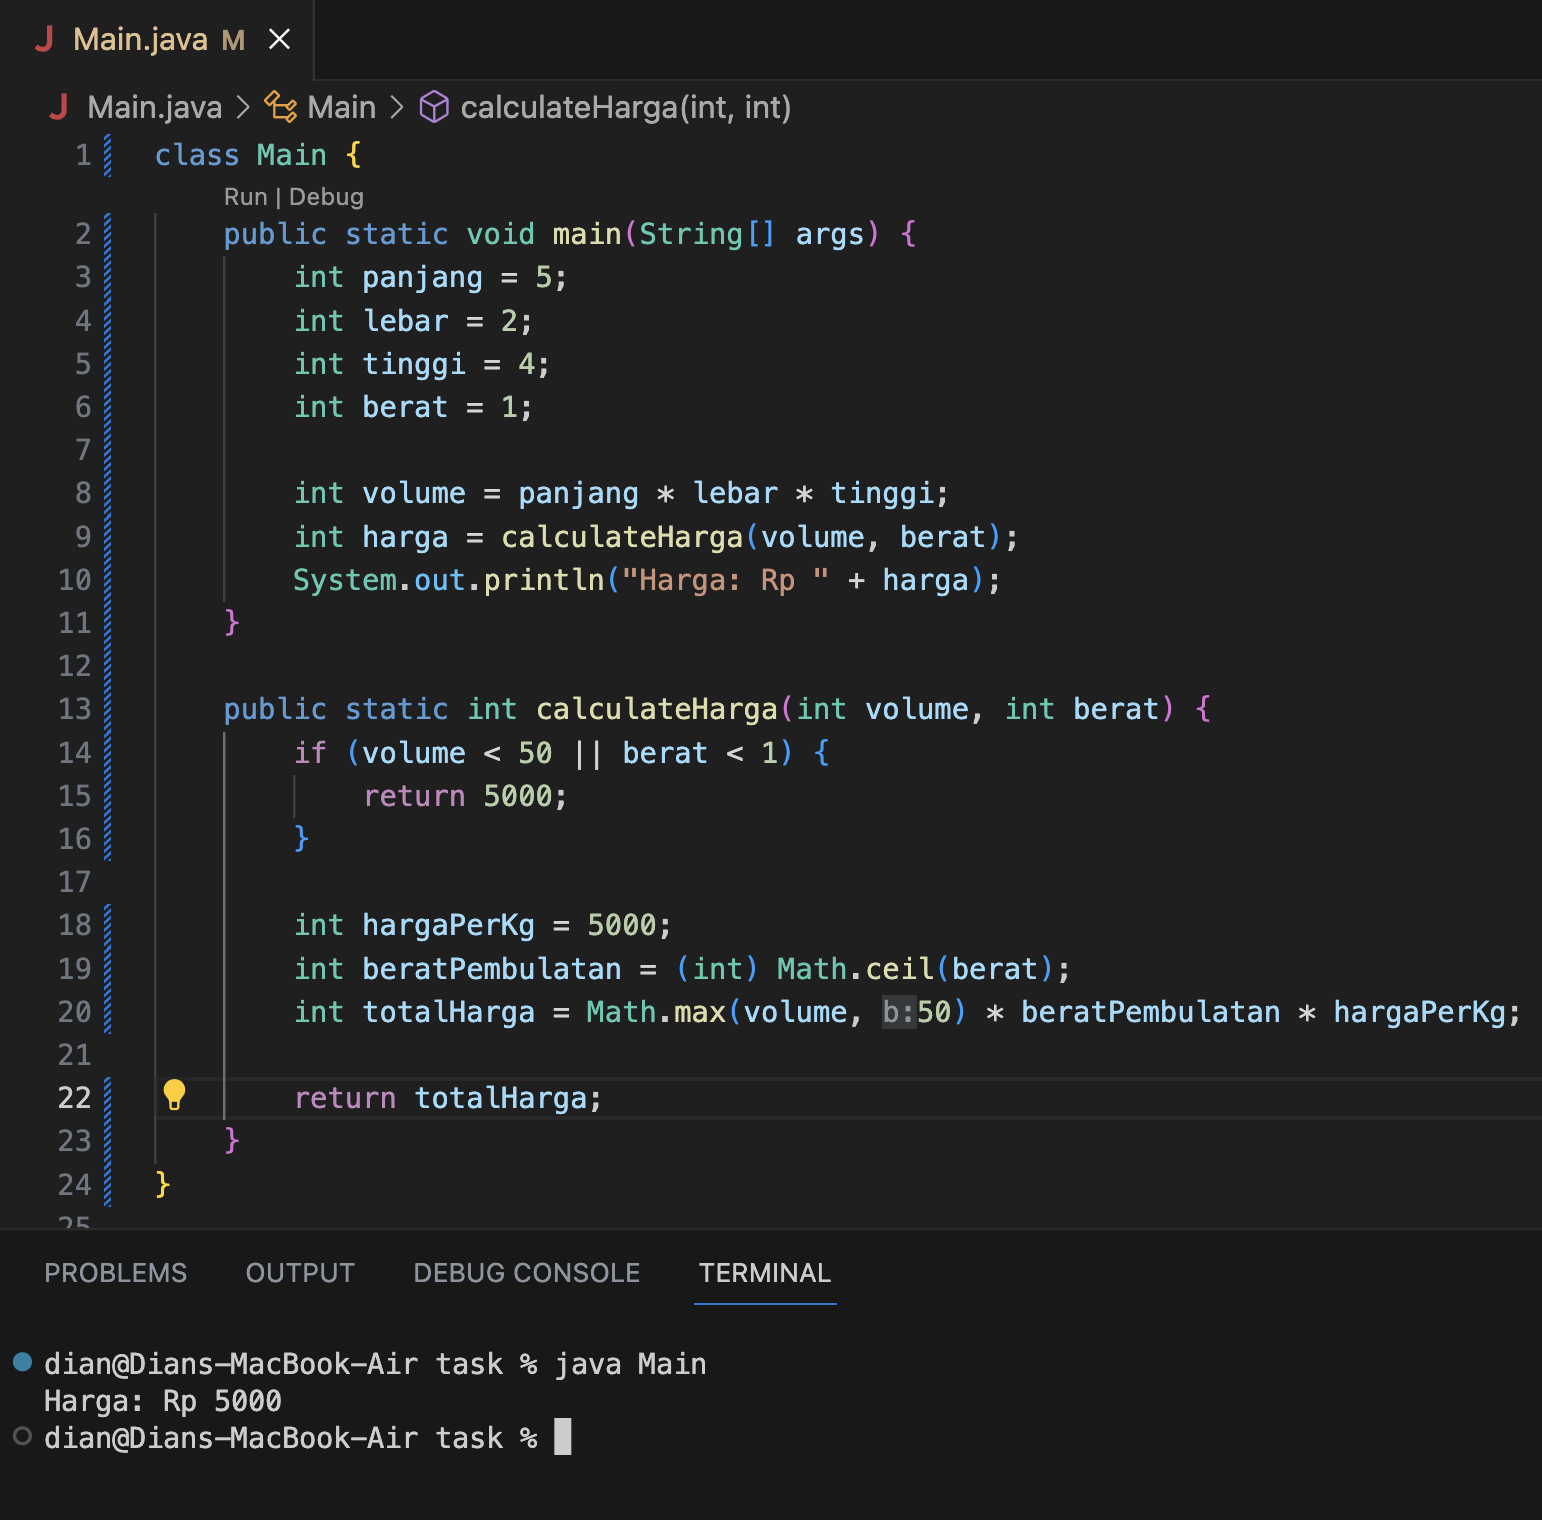 Main.java M
Main.java > Main > calculateHarga(int, int)
1 class Main {
Run | Debug
2 public static void main(String[] args) {
3 int panjang = 5;
4 int lebar = 2;
5 int tinggi = 4;
6 int berat = 1;
7
8 int volume = panjang * lebar * tinggi;
9 int harga = calculateHarga(volume, berat);
10 System.out.println("Harga: Rp " + harga);
11 }
12
13 public static int calculateHarga(int volume, int berat) {
14 if (volume < 50 || berat < 1) {
15 return 5000;
16 }
17
18 int hargaPerKg = 5000;
19 int beratPembulatan = (int) Math.ceil(berat);
20 int totalHarga = Math.max(volume, b:50) * beratPembulatan * hargaPerKg;
21
22 return totalHarga;
23 }
24 }
25
PROBLEMS OUTPUT DEBUG CONSOLE TERMINAL
dian@Dians-MacBook-Air task % java Main
Harga: Rp 5000
dian@Dians-MacBook-Air task %